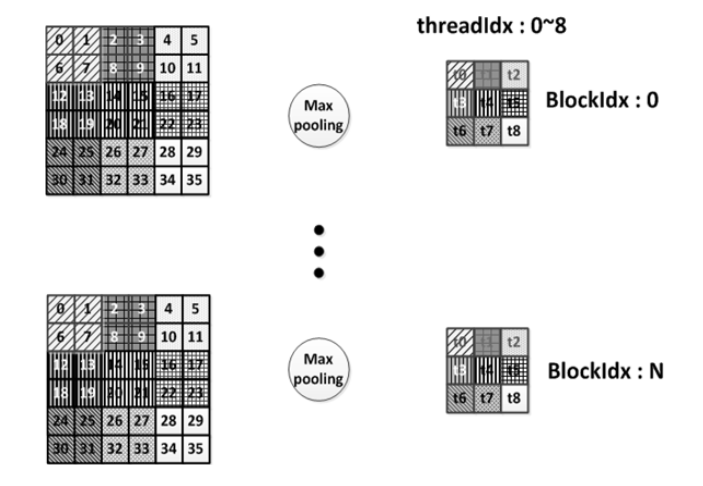 threadIdx : 0~8
0 1 2 3 4 5
6 7 8 9 10 11
12 13 14 15 16 17
18 19 20 21 22 23
24 25 26 27 28 29
30 31 32 33 34 35
Max
pooling
t0 t1 t2
t3 t4 t5
t6 t7 t8
BlockIdx : 0
0 1 2 3 4 5
6 7 8 9 10 11
12 13 14 15 16 17
18 19 20 21 22 23
24 25 26 27 28 29
30 31 32 33 34 35
Max
pooling
t0 t1 t2
t3 t4 t5
t6 t7 t8
BlockIdx : N